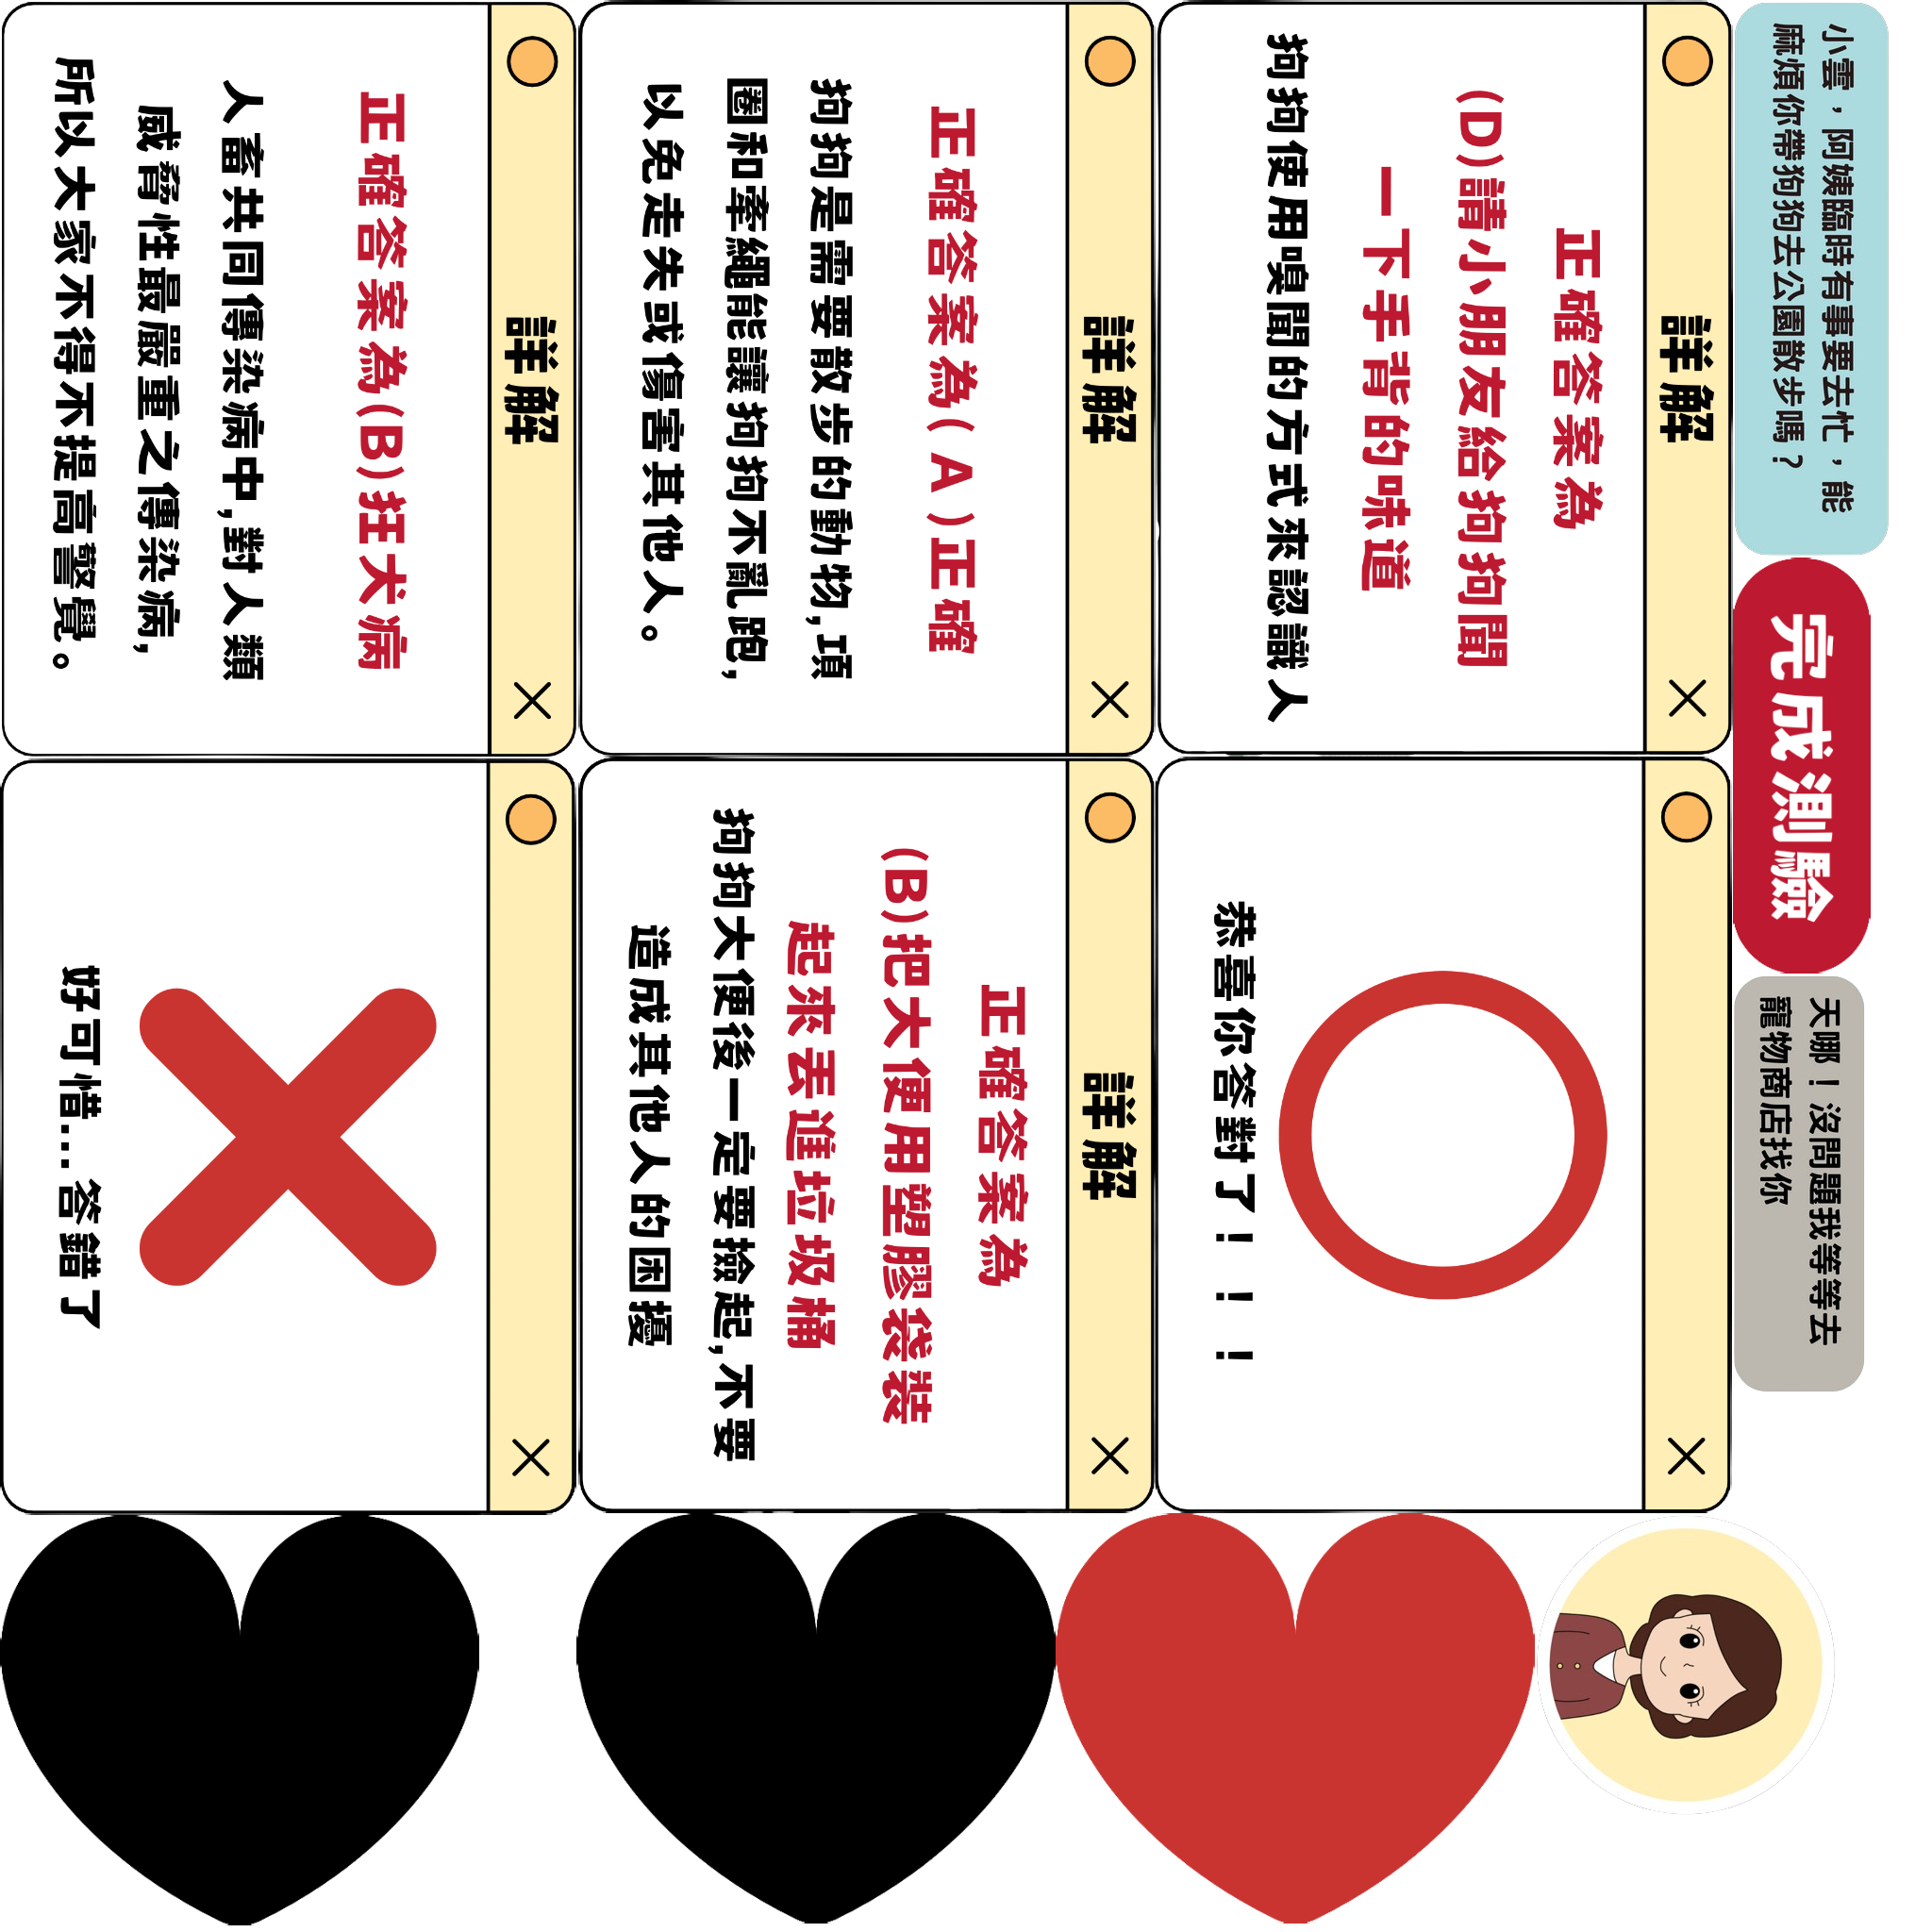 詳解
正確答案為(B)狂犬病
人畜共同傳染病中,對人類
威脅性最嚴重之傳染病,
所以大家不得不提高警覺。
詳解
正確答案為(A)正確
狗狗是需要散步的動物,項
圈和牽繩能讓狗狗不亂跑,
以免走失或傷害其他人。
詳解
正確答案為
(D)請小朋友給狗狗聞
一下手背的味道
狗狗使用嗅聞的方式來認識人
小雲，阿姨臨時有事要去忙，能
麻煩你帶狗狗去公園散步嗎？
完成測驗
天哪！沒問題我等等去
寵物商店找你
好可惜...答錯了
詳解
正確答案為
(B)把大便用塑膠袋裝
起來丟進垃圾桶
狗狗大便後一定要撿起,不要
造成其他人的困擾
恭喜你答對了！！！